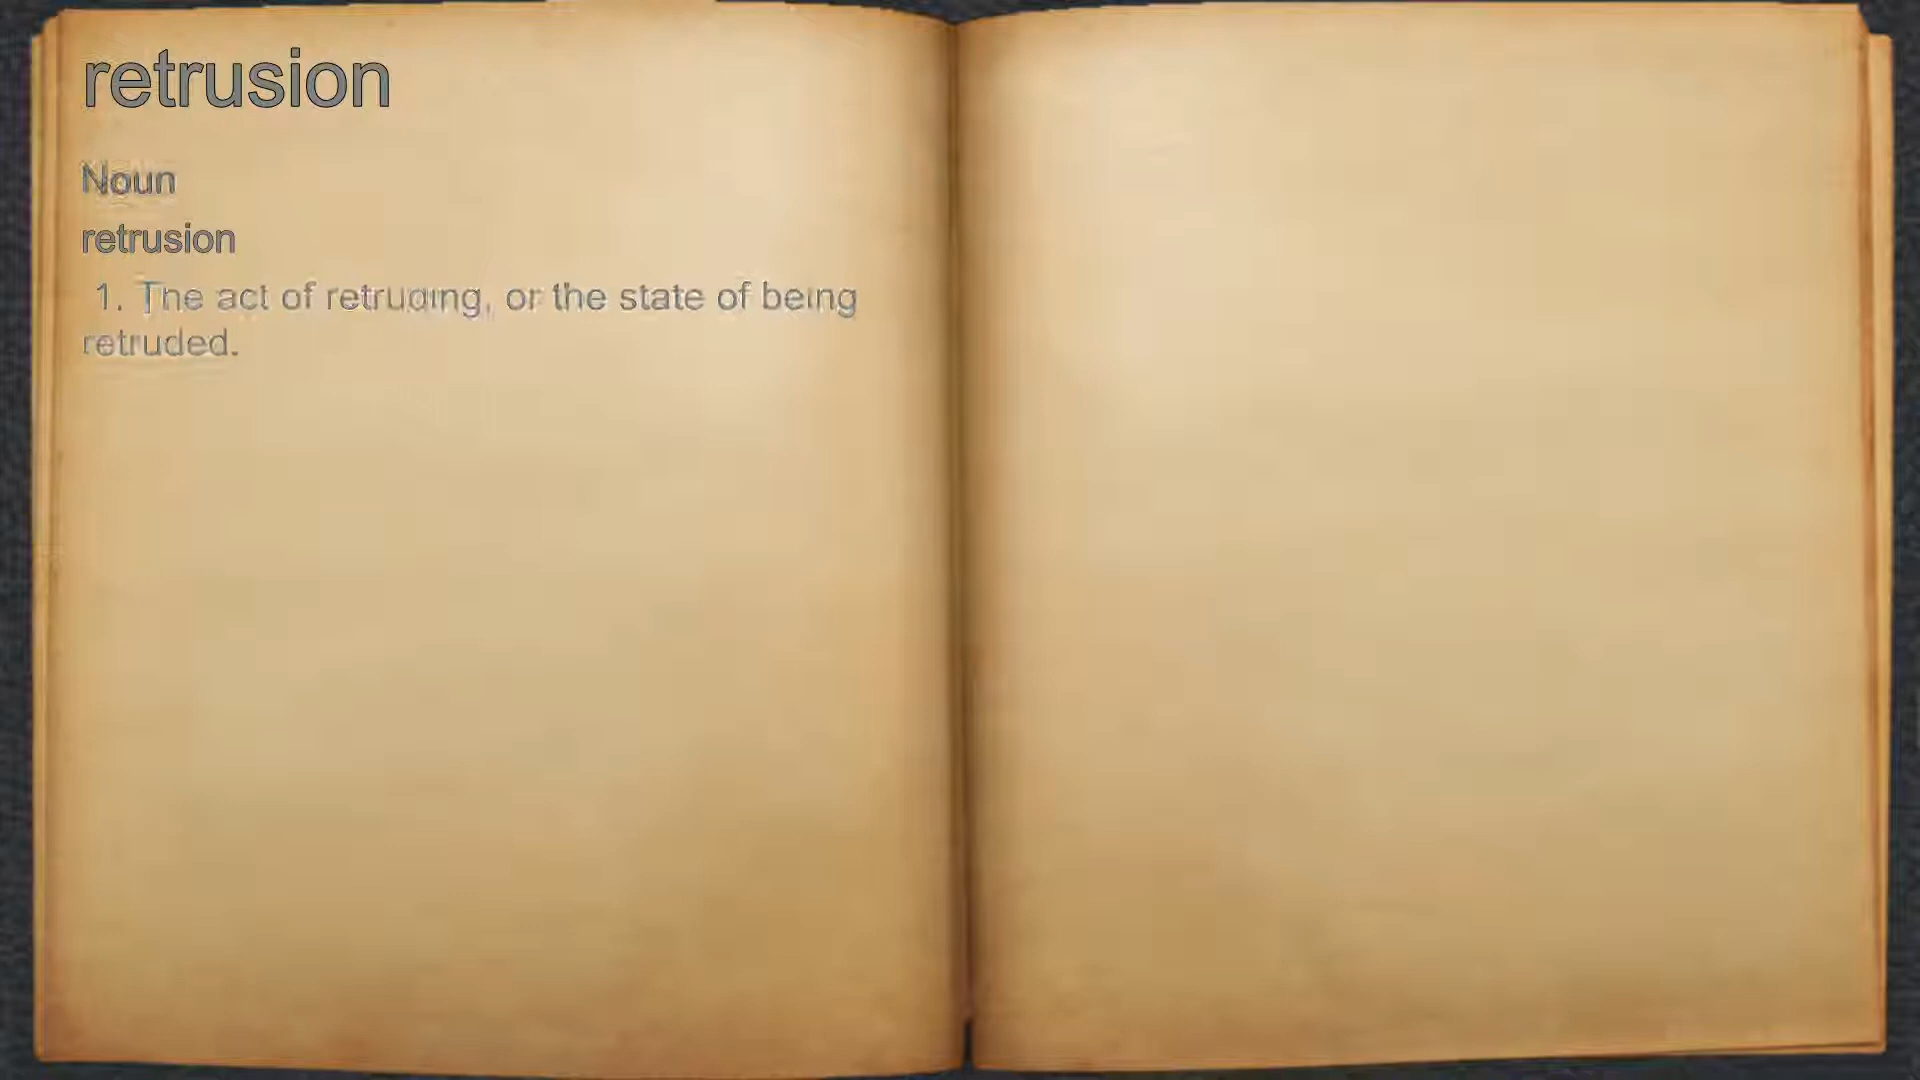 retrusion
Noun
retrusion
1. The act of retruding, or the state of being
retruded.